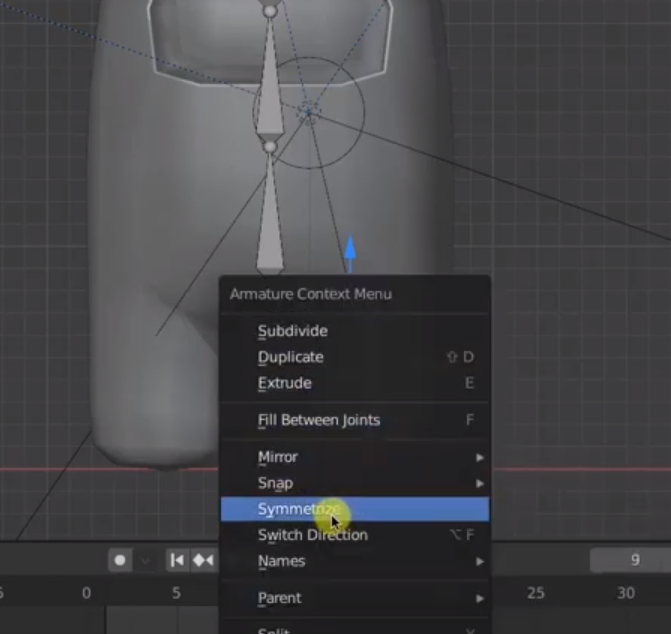 Armature Context Menu
Subdivide
Duplicate ⇧ D
Extrude E
Fill Between Joints F
Mirror ▶
Snap ▶
Symmetrize
Switch Direction ⌥ F
Names ▶
Parent ▶
Split Y
9
0 5 25 30